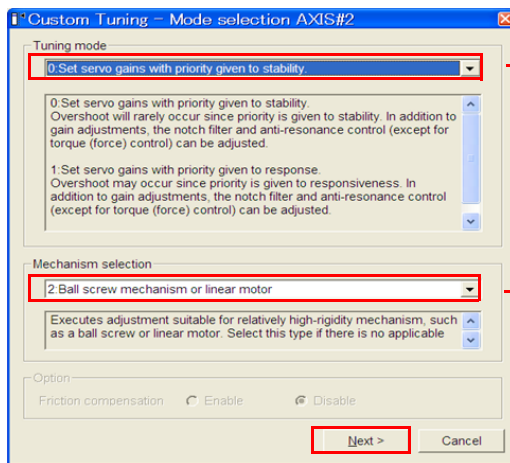 Custom Tuning - Mode selection AXIS#2
Tuning mode
0:Set servo gains with priority given to stability.
0:Set servo gains with priority given to stability.
Overshoot will rarely occur since priority is given to stability. In addition to
gain adjustments, the notch filter and anti-resonance control (except for
torque (force) control) can be adjusted.
1:Set servo gains with priority given to response.
Overshoot may occur since priority is given to responsiveness. In
addition to gain adjustments, the notch filter and anti-resonance control
(except for torque (force) control) can be adjusted.
Mechanism selection
2:Ball screw mechanism or linear motor
Executes adjustment suitable for relatively high-rigidity mechanism, such
as a ball screw or linear motor. Select this type if there is no applicable
Option
Friction compensation Enable Disable
Next > Cancel